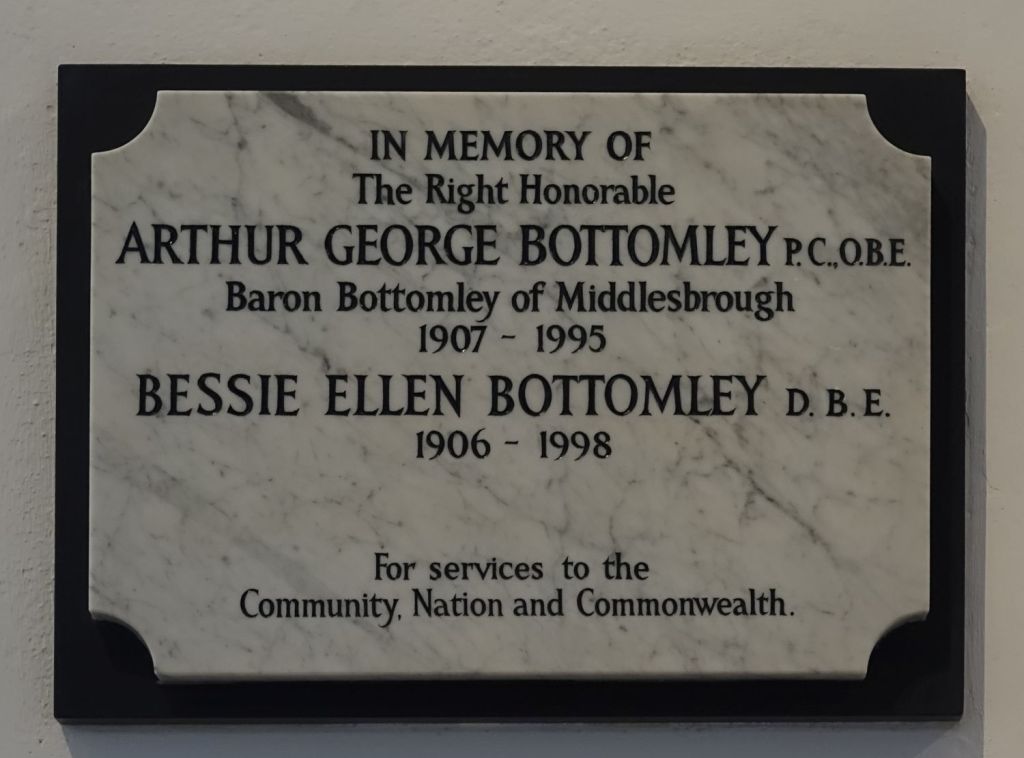 IN MEMORY OF
The Right Honorable
ARTHUR GEORGE BOTTOMLEY P.C.,O.B.E.
Baron Bottomley of Middlesbrough
1907 - 1995
BESSIE ELLEN BOTTOMLEY D. B. E.
1906 - 1998
For services to the
Community, Nation and Commonwealth.